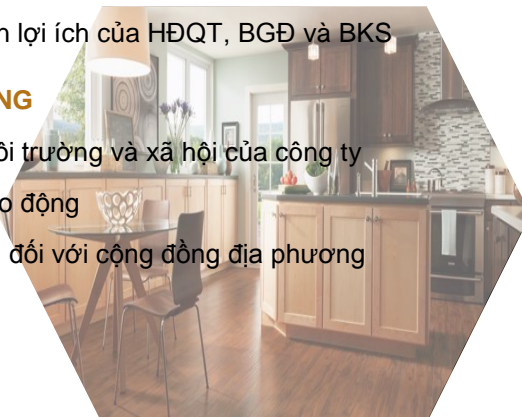 lợi ích của HĐQT, BGĐ và BKS
NG
trường và xã hội của công ty
động
đối với cộng đồng địa phương